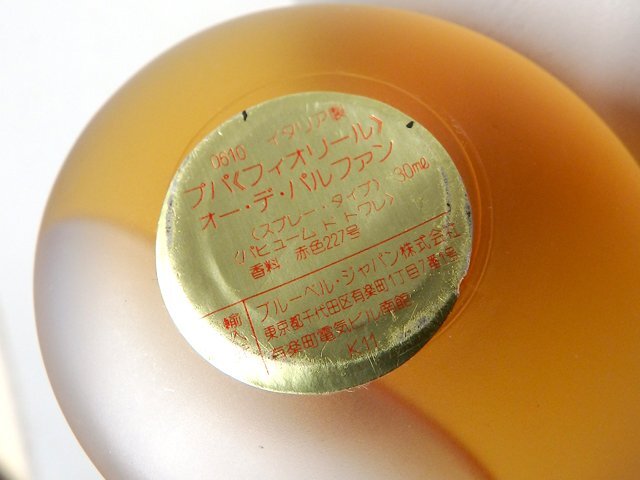 0610 イタリア製
プパ《フィオリール》
オー・デ・パルファン
〈スプレー・タイプ〉 30ml
〈パヒューム ド トワレ〉
香料 赤色227号
輸入 ブルーベル・ジャパン株式会社
東京都千代田区有楽町1丁目7番1号
有楽町電気ビル南館
K11